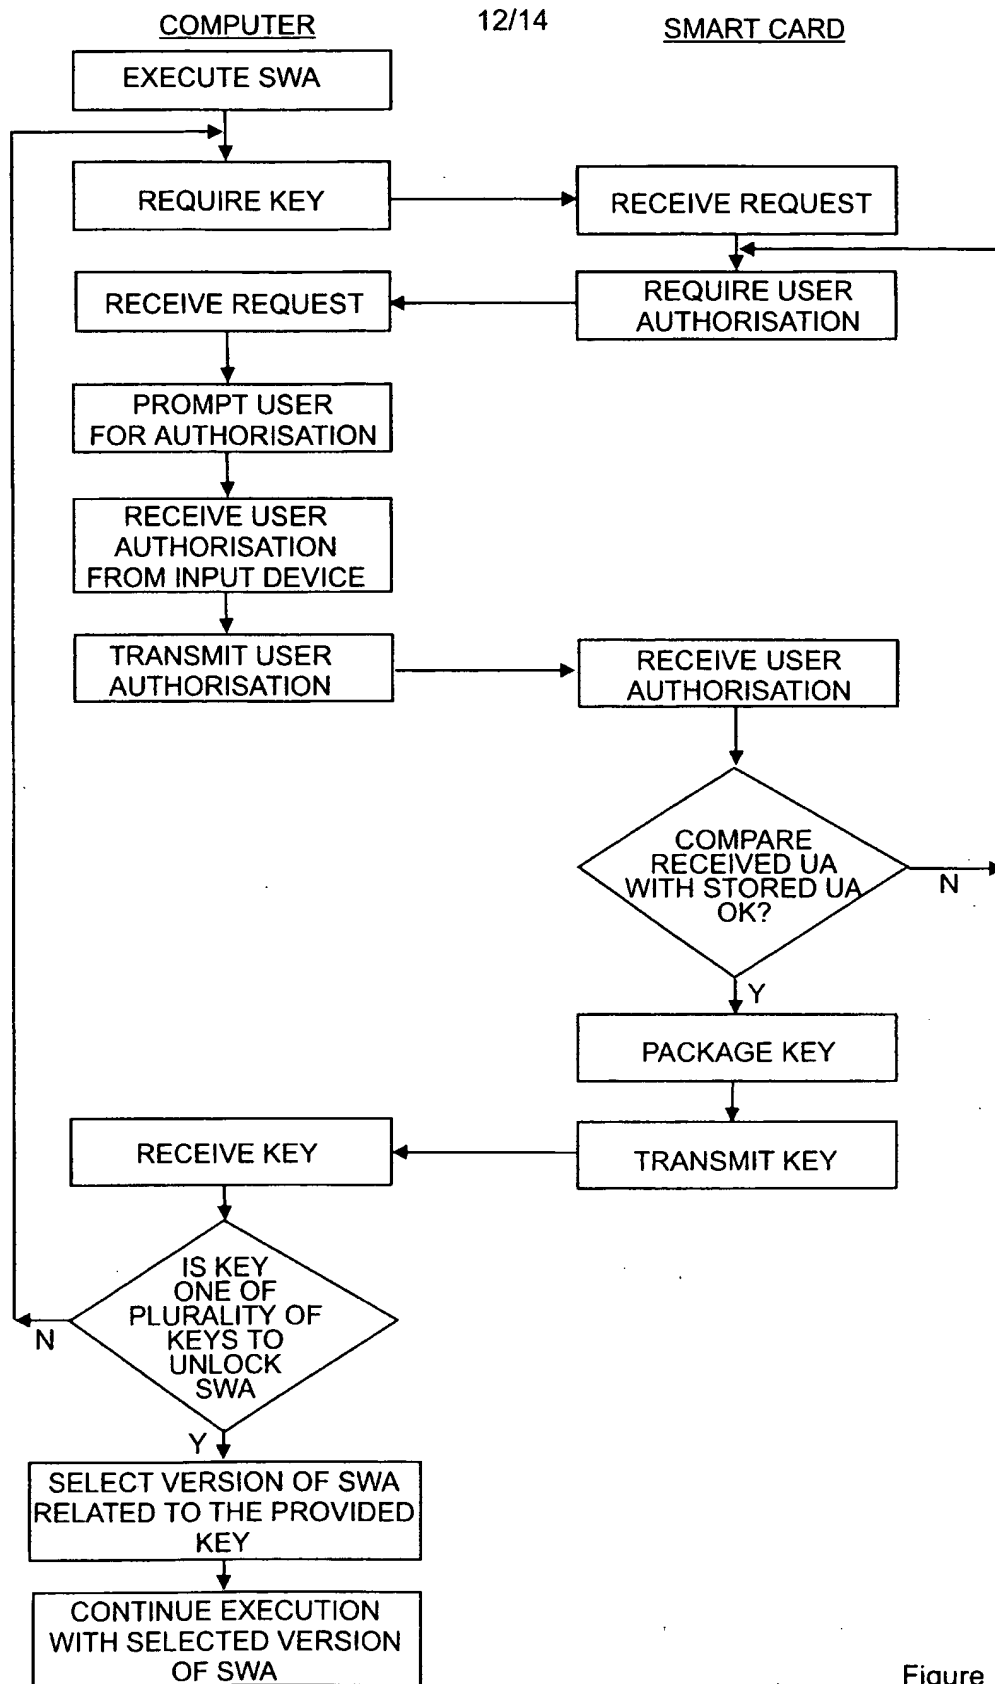 COMPUTER
12/14
SMART CARD
EXECUTE SWA
REQUIRE KEY
RECEIVE REQUEST
REQUIRE USER
AUTHORISATION
RECEIVE REQUEST
PROMPT USER
FOR AUTHORISATION
RECEIVE USER
AUTHORISATION
FROM INPUT DEVICE
TRANSMIT USER
AUTHORISATION
RECEIVE USER
AUTHORISATION
COMPARE
RECEIVED UA
WITH STORED UA
OK?
N
Y
PACKAGE KEY
TRANSMIT KEY
RECEIVE KEY
IS KEY
ONE OF
PLURALITY OF
KEYS TO
UNLOCK
SWA
N
Y
SELECT VERSION OF SWA
RELATED TO THE PROVIDED
KEY
CONTINUE EXECUTION
WITH SELECTED VERSION
OF SWA
Figure